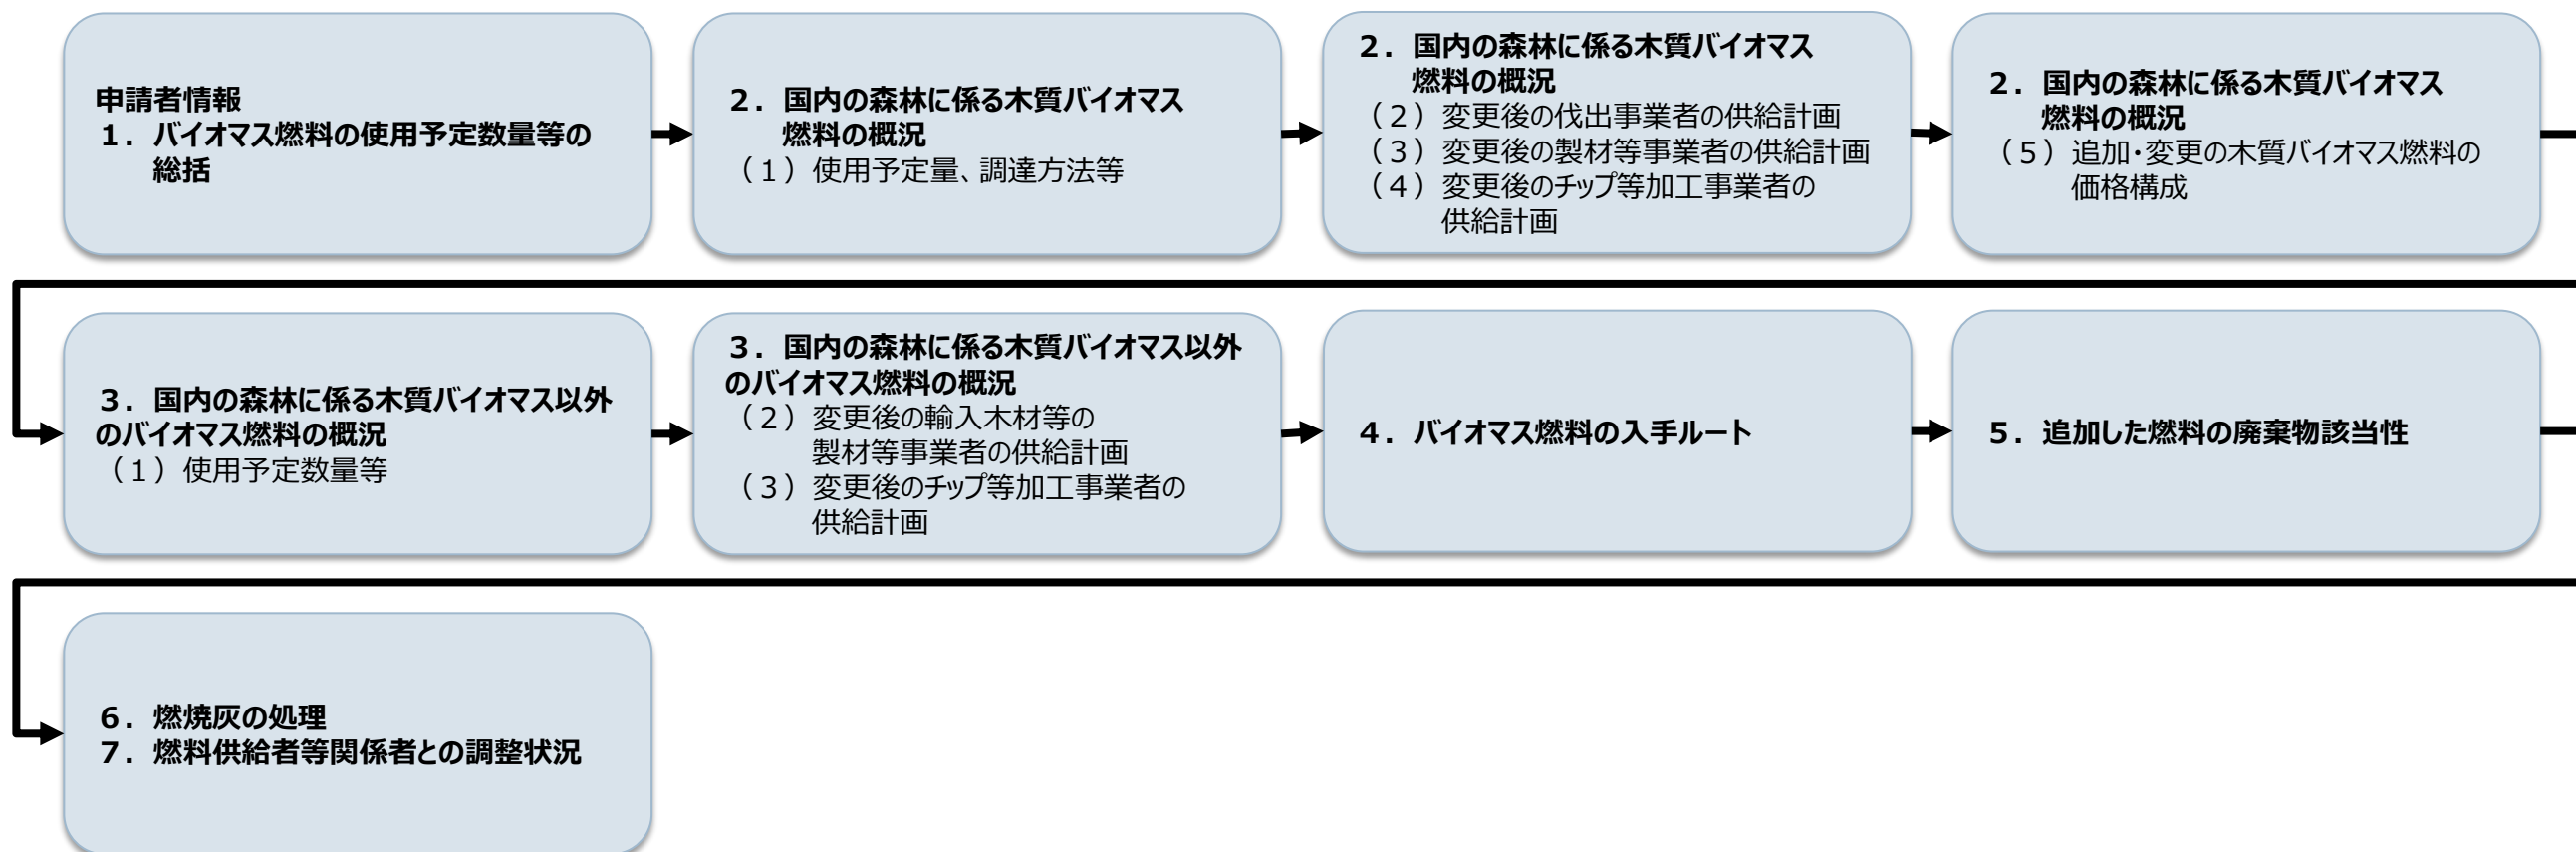 申請者情報
１．バイオマス燃料の使用予定数量等の
総括
２．国内の森林に係る木質バイオマス
燃料の概況
（１）使用予定量、調達方法等
２．国内の森林に係る木質バイオマス
燃料の概況
（２）変更後の伐出事業者の供給計画
（３）変更後の製材等事業者の供給計画
（４）変更後のチップ等加工事業者の
供給計画
２．国内の森林に係る木質バイオマス
燃料の概況
（５）追加・変更の木質バイオマス燃料の
価格構成
３．国内の森林に係る木質バイオマス以外
のバイオマス燃料の概況
（１）使用予定数量等
３．国内の森林に係る木質バイオマス以外
のバイオマス燃料の概況
（２）変更後の輸入木材等の
製材等事業者の供給計画
（３）変更後のチップ等加工事業者の
供給計画
４．バイオマス燃料の入手ルート
５．追加した燃料の廃棄物該当性
６．燃焼灰の処理
７．燃料供給者等関係者との調整状況